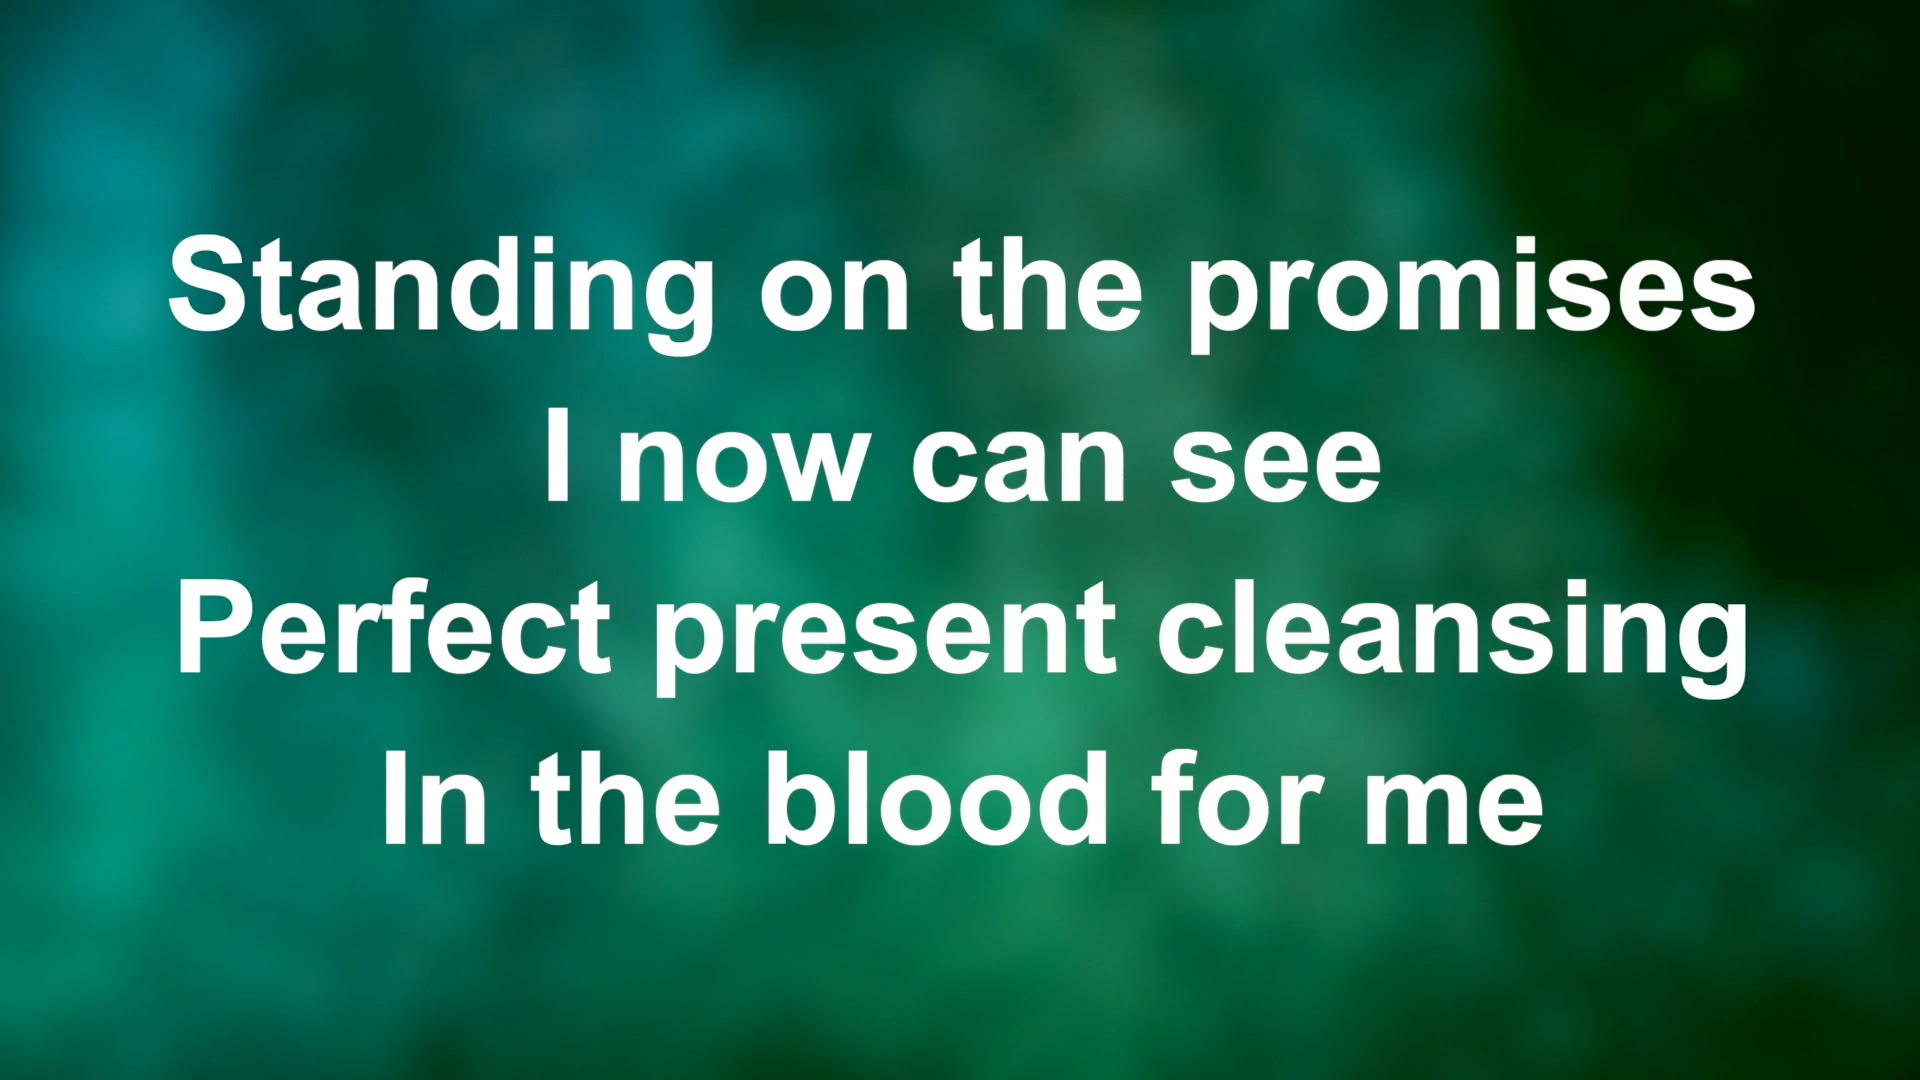 Standing on the promises
I now can see
Perfect present cleansing
In the blood for me